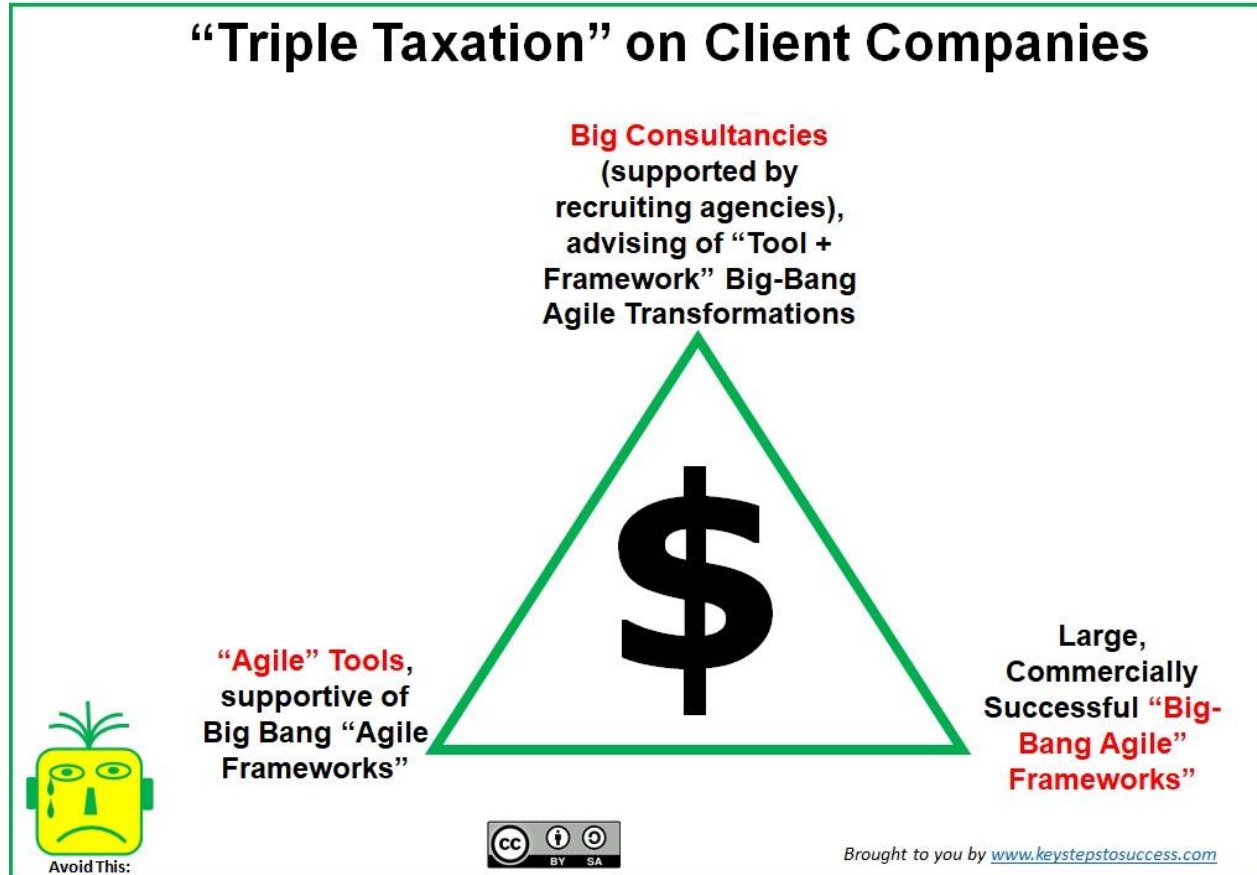 “Triple Taxation” on Client Companies
Big Consultancies
(supported by
recruiting agencies),
advising of “Tool +
Framework” Big-Bang
Agile Transformations
$
“Agile” Tools,
supportive of
Big Bang “Agile
Frameworks”
Large,
Commercially
Successful “Big-
Bang Agile”
Frameworks”
Avoid This:
cc
BY SA
Brought to you by www.keystepstosuccess.com